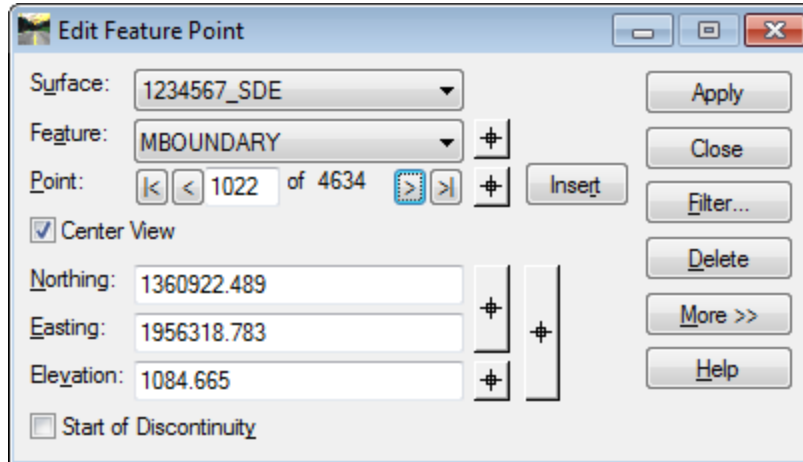 Edit Feature Point
Surface: 1234567_SDE Apply
Feature: MBOUNDARY Close
Point: |< < 1022 of 4634 > >| Insert Filter...
Center View Delete
Northing: 1360922.489
Easting: 1956318.783 More >>
Elevation: 1084.665 Help
Start of Discontinuity